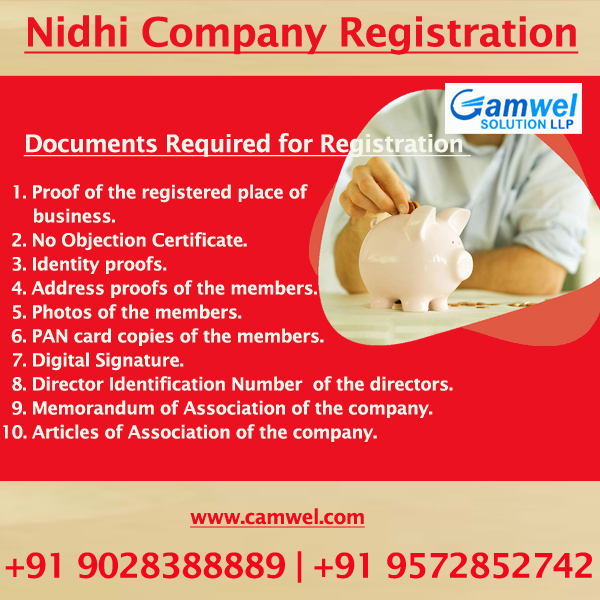 Nidhi Company Registration
Gamwel
SOLUTION LLP
Documents Required for Registration
1. Proof of the registered place of
business.
2. No Objection Certificate.
3. Identity proofs.
4. Address proofs of the members.
5. Photos of the members.
6. PAN card copies of the members.
7. Digital Signature.
8. Director Identification Number of the directors.
9. Memorandum of Association of the company.
10. Articles of Association of the company.
www.camwel.com
+91 9028388889 | +91 9572852742